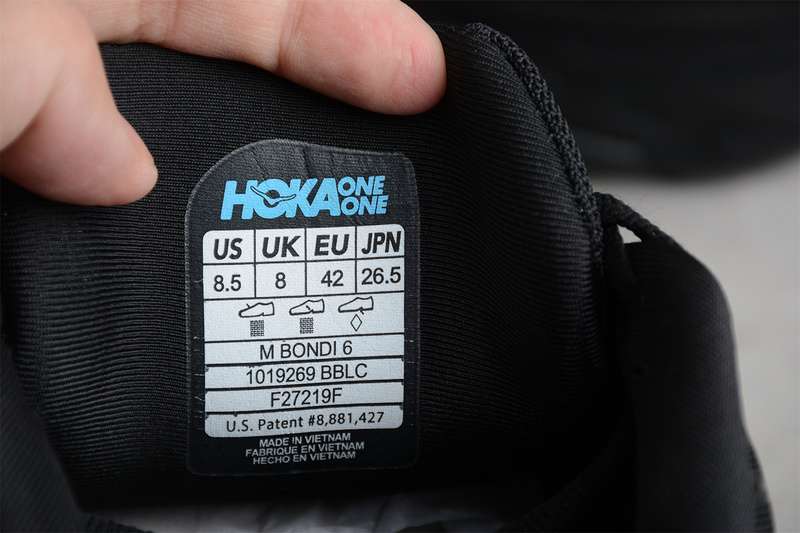 HOKA ONE ONE
US UK EU JPN
8.5 8 42 26.5
M BONDI 6
1019269 BBLC
F27219F
U.S. Patent #8,881,427
MADE IN VIETNAM
FABRIQUE EN VIETNAM
HECHO EN VIETNAM